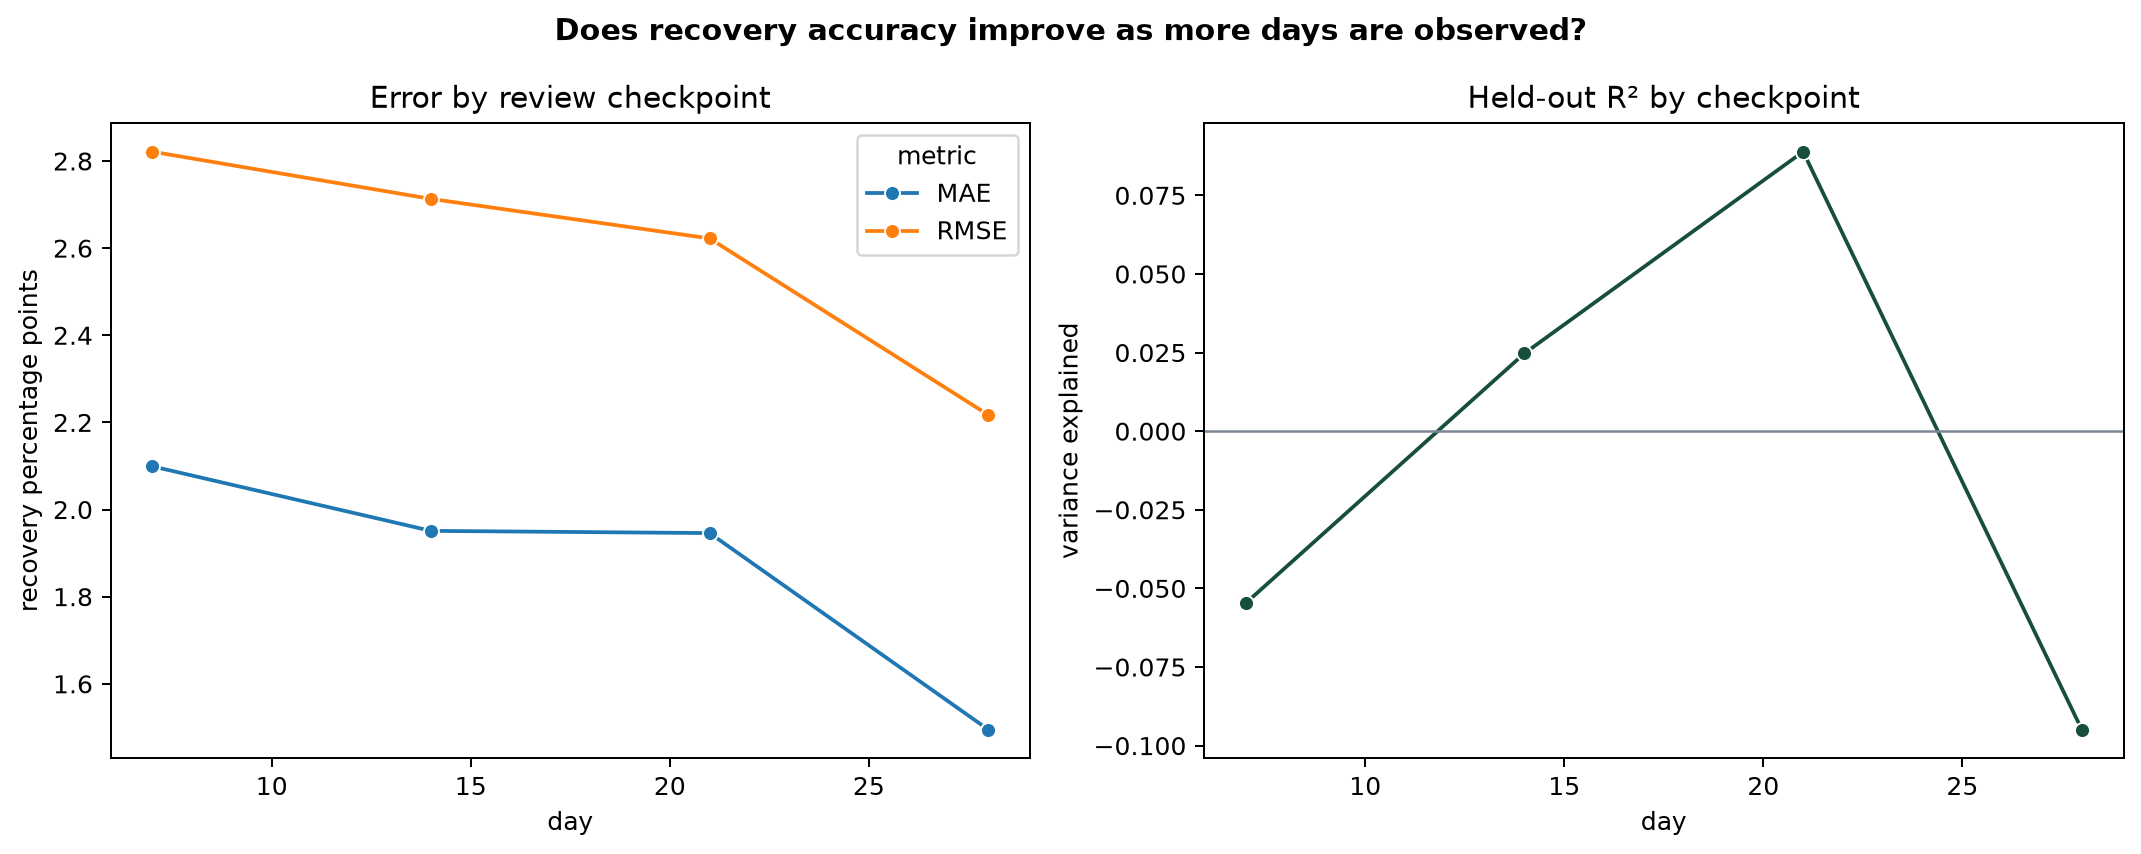 Does recovery accuracy improve as more days are observed?
Error by review checkpoint
recovery percentage points
2.8
2.6
2.4
2.2
2.0
1.8
1.6
10 15 20 25
day
metric
MAE
RMSE
Held-out R² by checkpoint
variance explained
0.075
0.050
0.025
0.000
−0.025
−0.050
−0.075
−0.100
10 15 20 25
day